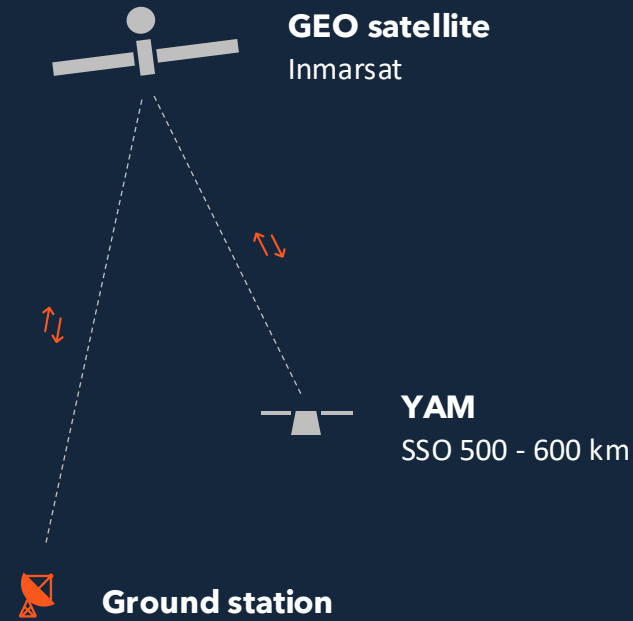 GEO satellite
Inmarsat
YAM
SSO 500 - 600 km
Ground station